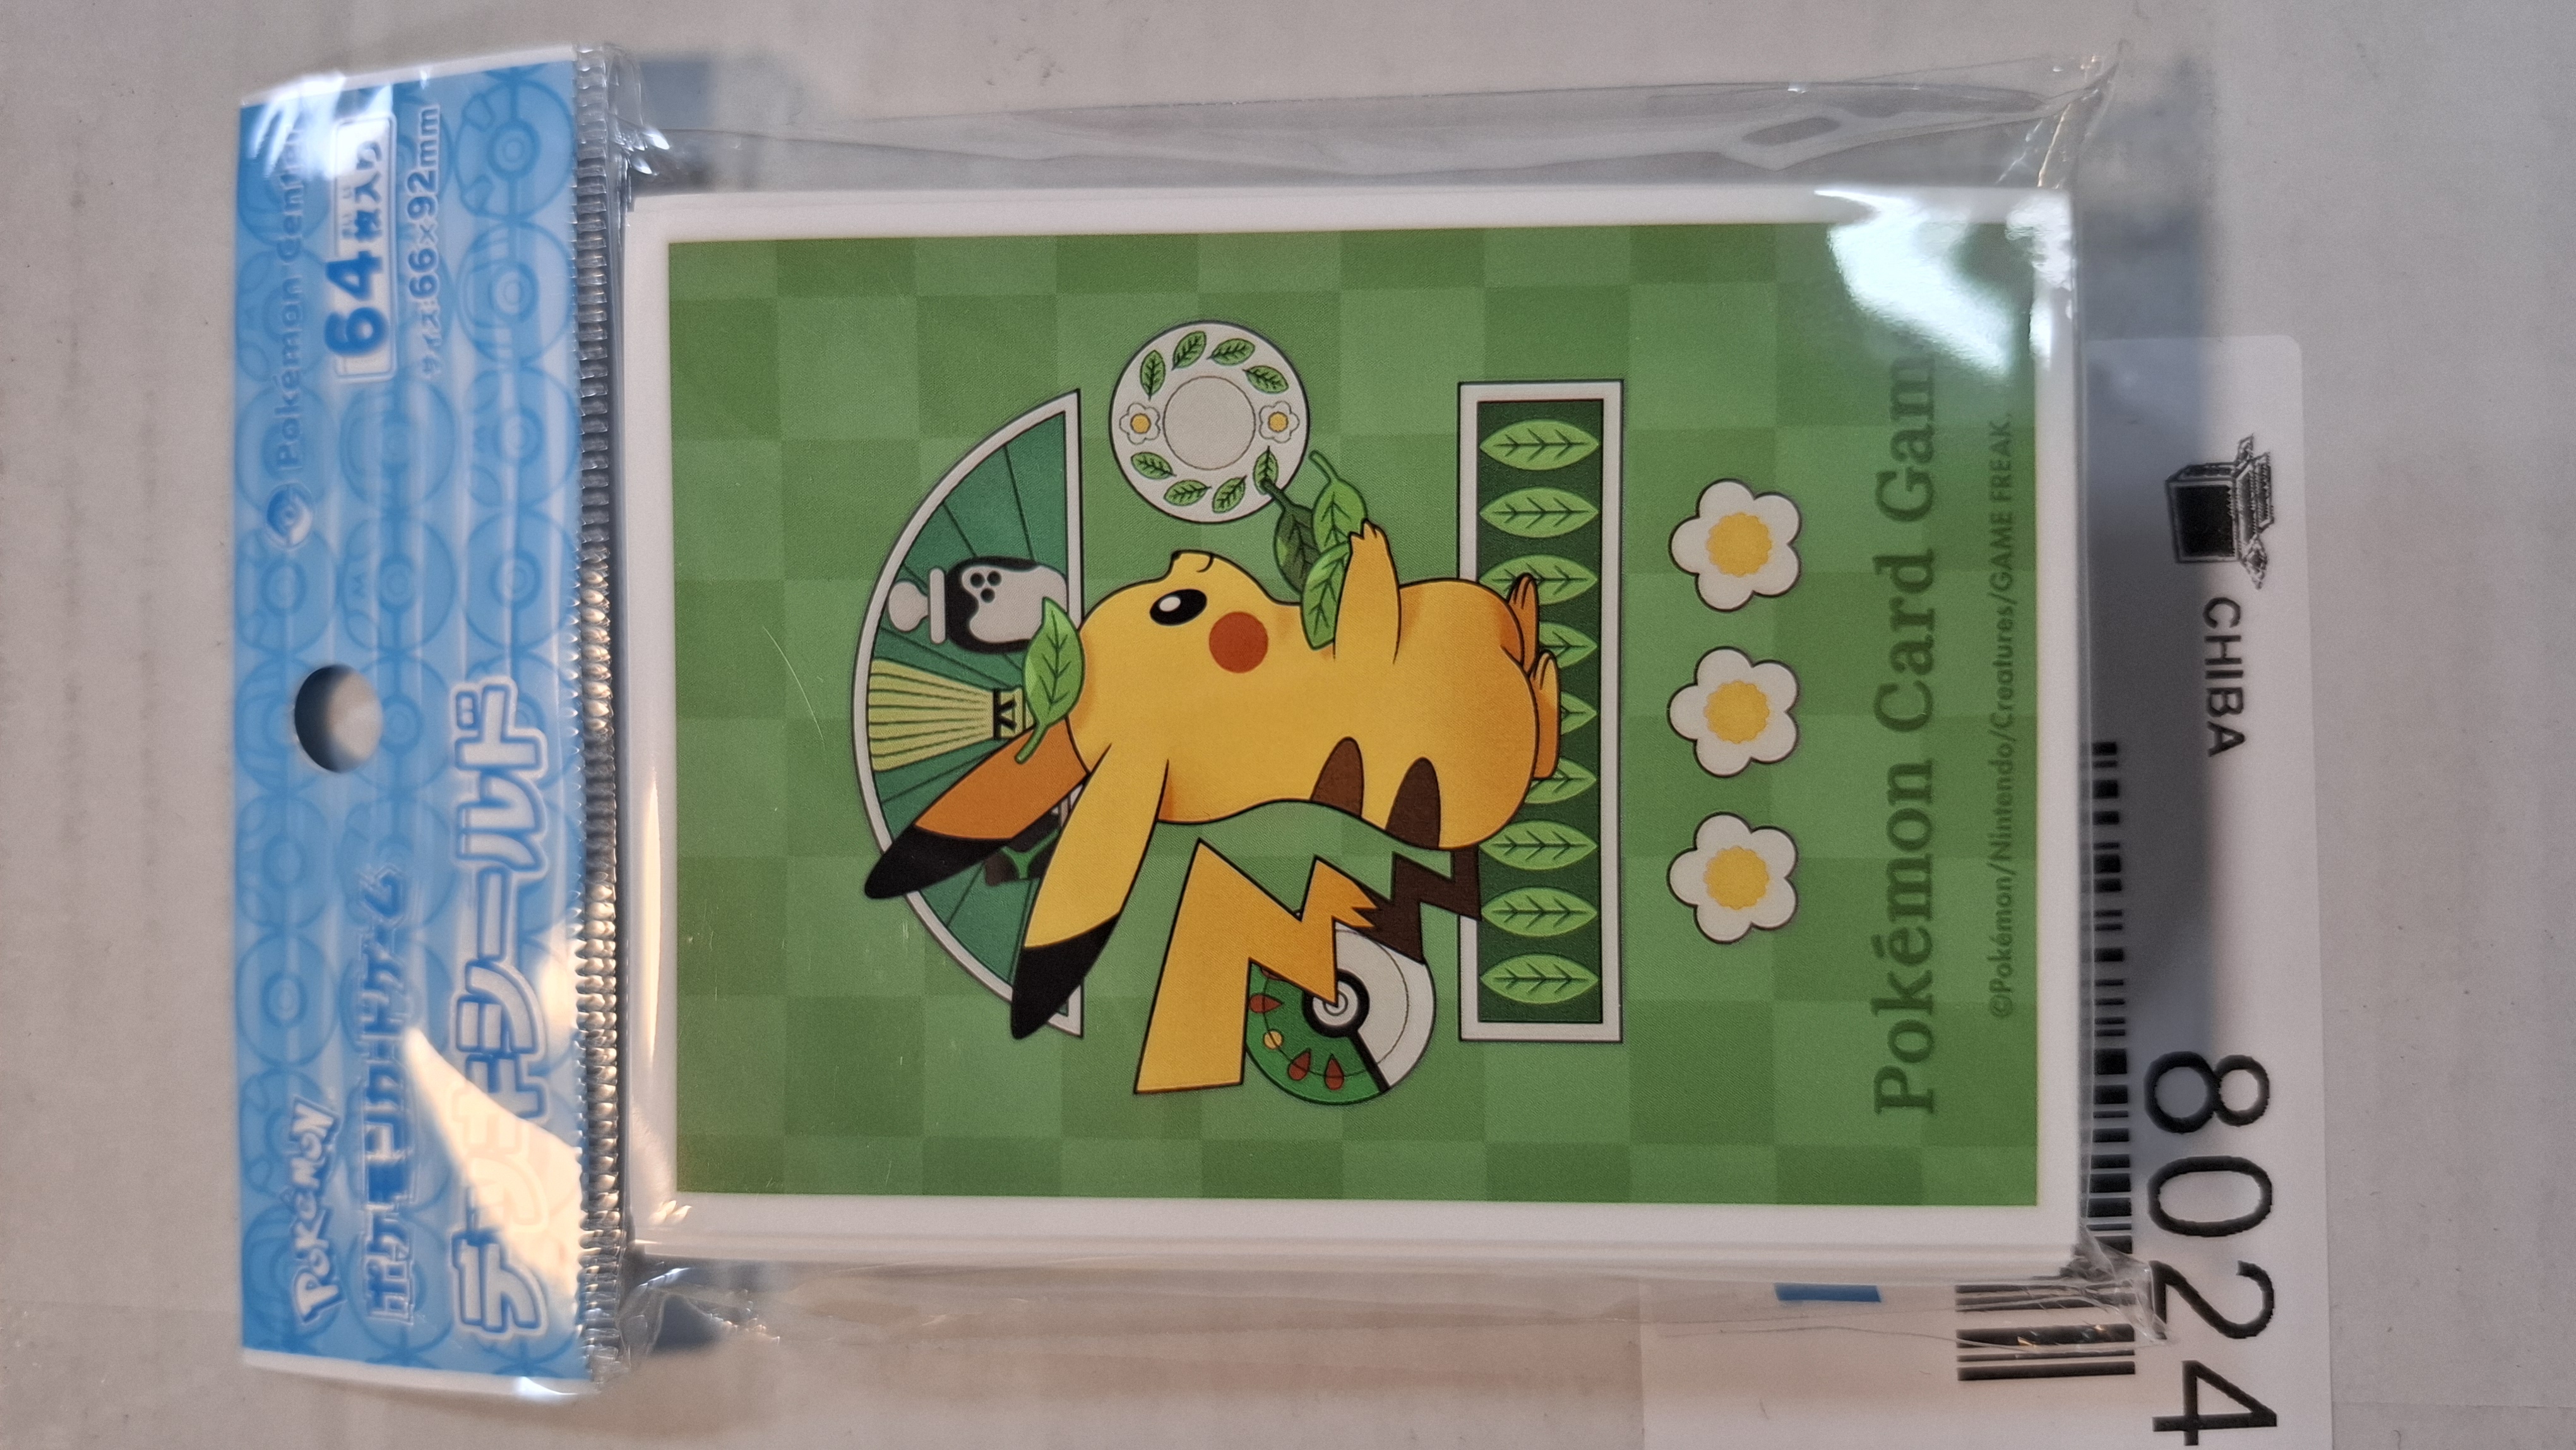 Pokémon Center
64枚入り
サイズ:66×92mm
POKéMON
ポケモンカードゲーム
デッキシールド
Pokémon Card Game
©Pokémon/Nintendo/Creatures/GAME FREAK.
CHIBA
8024